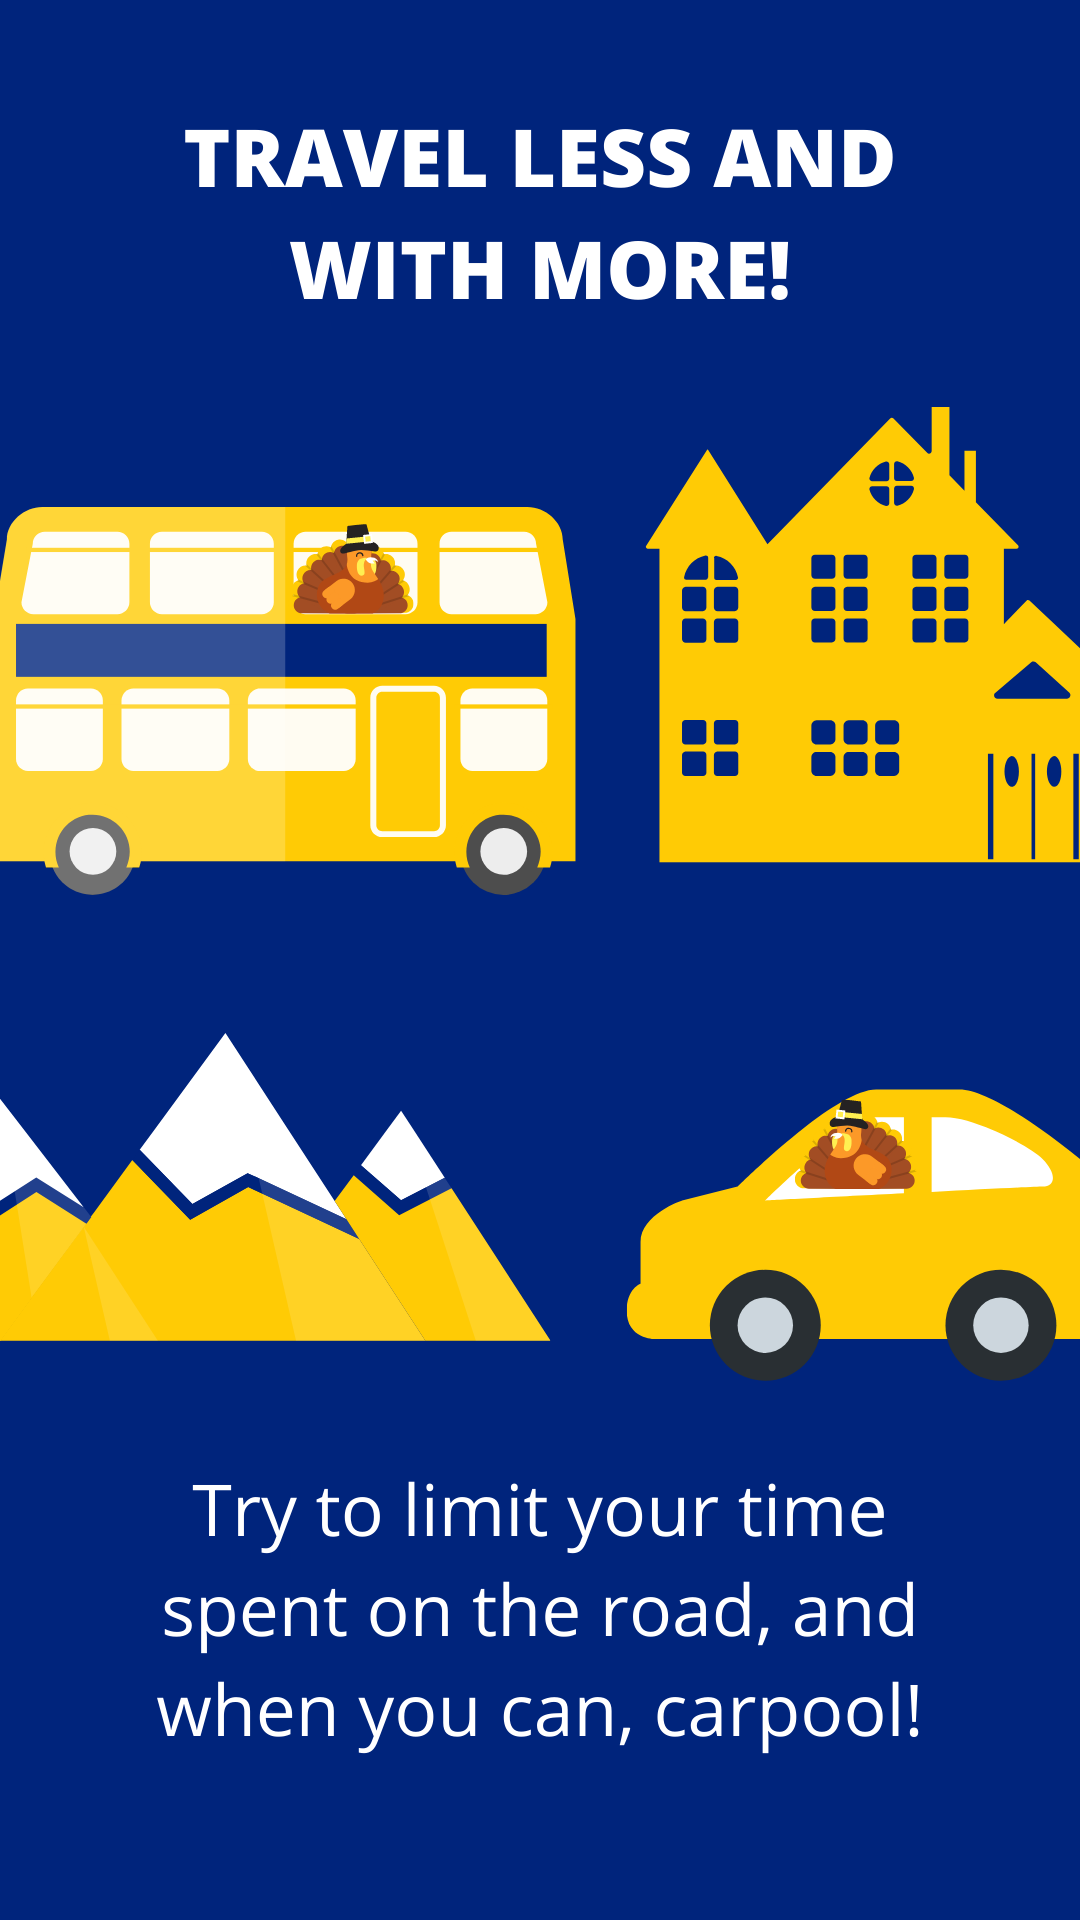 TRAVEL LESS AND
WITH MORE!
Try to limit your time
spent on the road, and
when you can, carpool!